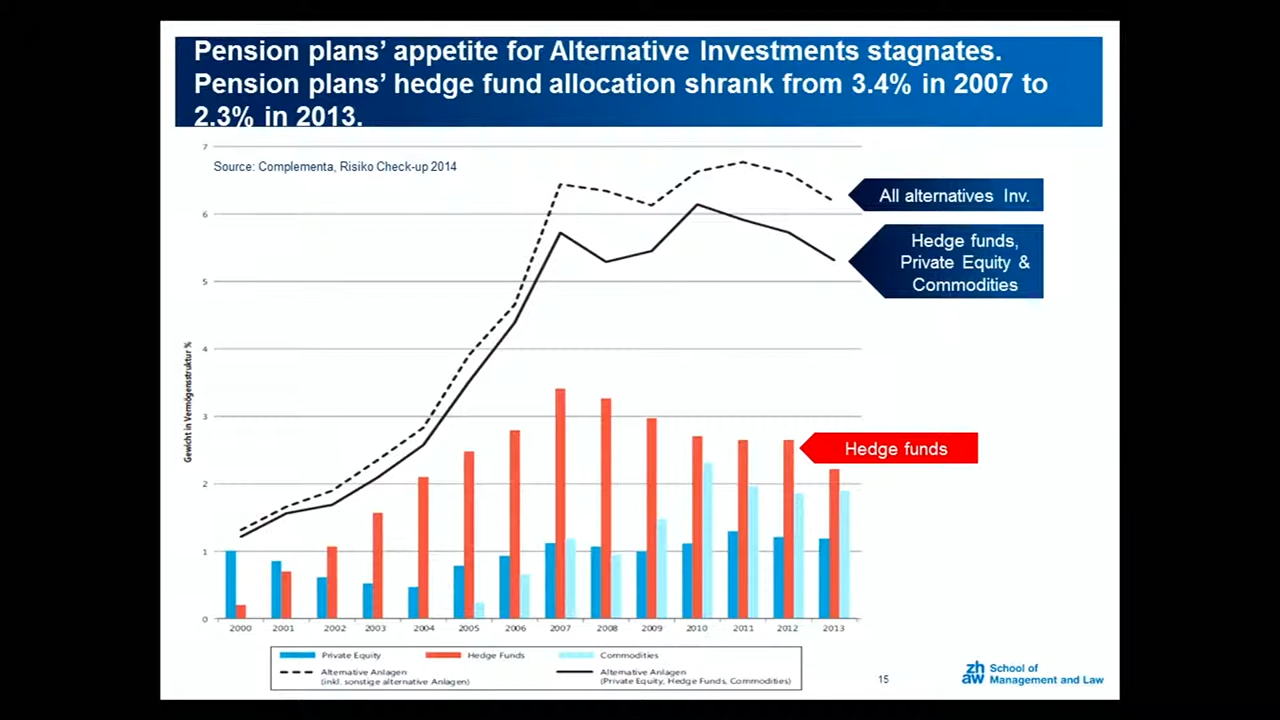 Pension plans’ appetite for Alternative Investments stagnates.
Pension plans’ hedge fund allocation shrank from 3.4% in 2007 to
2.3% in 2013.
Source: Complementa, Risiko Check-up 2014
7
6
5
4
3
2
1
0
Gewicht in Vermögensstruktur %
All alternatives Inv.
Hedge funds,
Private Equity &
Commodities
Hedge funds
2000 2001 2002 2003 2004 2005 2006 2007 2008 2009 2010 2011 2012 2013
Private Equity Hedge Funds Commodities
Alternative Anlagen
(inkl. sonstige alternative Anlagen)
Alternative Anlagen
(Private Equity, Hedge Funds, Commodities)
15
zh
aw
School of
Management and Law